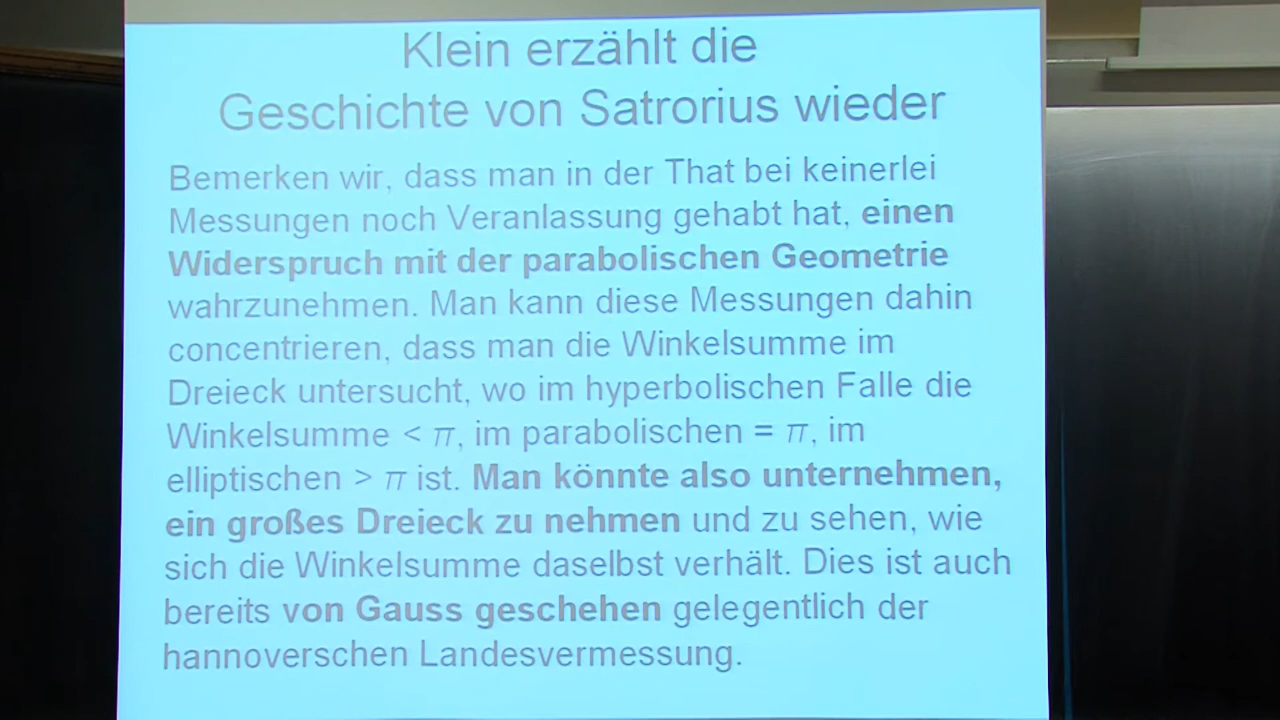 Klein erzählt die
Geschichte von Satrorius wieder
Bemerken wir, dass man in der That bei keinerlei
Messungen noch Veranlassung gehabt hat, einen
Widerspruch mit der parabolischen Geometrie
wahrzunehmen. Man kann diese Messungen dahin
concentrieren, dass man die Winkelsumme im
Dreieck untersucht, wo im hyperbolischen Falle die
Winkelsumme < π, im parabolischen = π, im
elliptischen > π ist. Man könnte also unternehmen,
ein großes Dreieck zu nehmen und zu sehen, wie
sich die Winkelsumme daselbst verhält. Dies ist auch
bereits von Gauss geschehen gelegentlich der
hannoverschen Landesvermessung.